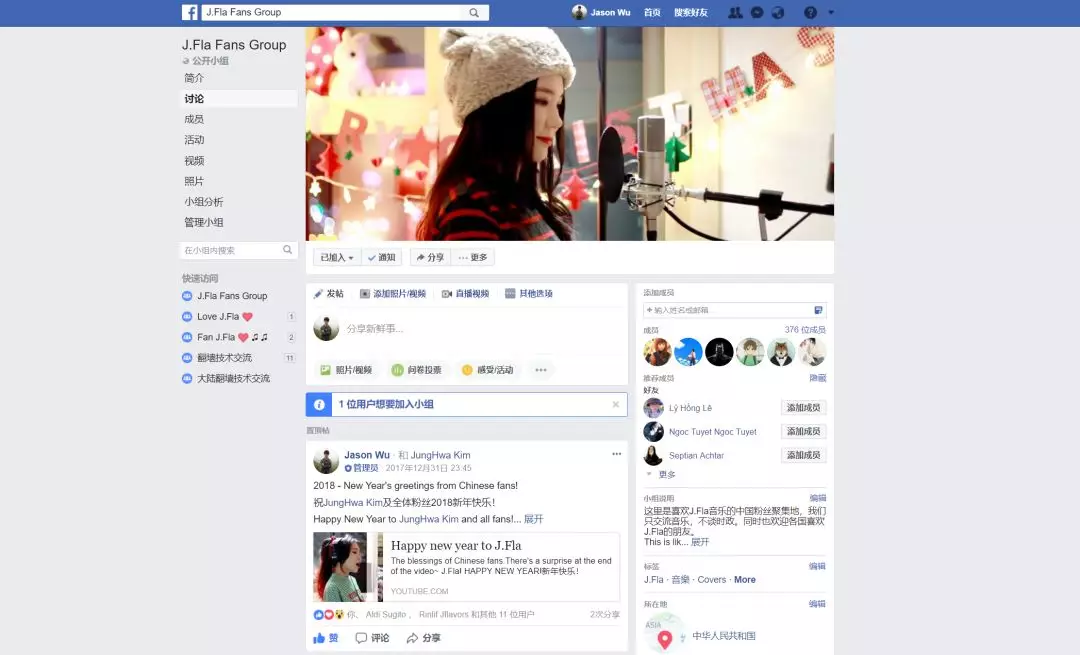 J.Fla Fans Group
Jason Wu 首页 搜索好友
J.Fla Fans Group
公开小组
简介
讨论
成员
活动
视频
照片
小组分析
管理小组
在小组内搜索
快速访问
J.Fla Fans Group
Love J.Fla ❤ 1
Fan J.Fla ❤ ♫ ♫ 2
翻墙技术交流 11
大陆翻墙技术交流
已加入 通知 分享 更多
发帖 添加照片/视频 直播视频 其他选项
分享新鲜事...
照片/视频 问卷投票 感受/活动
1 位用户想要加入小组
置顶帖
Jason Wu · 和 JungHwa Kim
管理员 · 2017年12月31日 23:45
2018 - New Year's greetings from Chinese fans!
祝JungHwa Kim及全体粉丝2018新年快乐！
Happy New Year to JungHwa Kim and all fans!... 展开
Happy new year to J.Fla
The blessings of Chinese fans.There's a surprise at the end
of the video~ J.Fla! HAPPY NEW YEAR!新年快乐！
YOUTUBE.COM
你、 Aldi Sugito 、 Rinlif Jflavors 和其他 11 位用户 2次分享
赞 评论 分享
添加成员
+ 输入姓名或邮箱...
成员 376 位成员
推荐成员 隐藏
好友
Lý Hồng Lê 添加成员
Ngoc Tuyet Ngoc Tuyet 添加成员
Septian Achtar 添加成员
更多
小组说明 编辑
这里是喜欢J.Fla音乐的中国粉丝聚集地，我们
只交流音乐，不谈时政。同时也欢迎各国喜欢
J.Fla的朋友。
This is lik... 展开
标签 编辑
J.Fla · 音樂 · Covers · More
所在地 编辑
ASIA
中华人民共和国